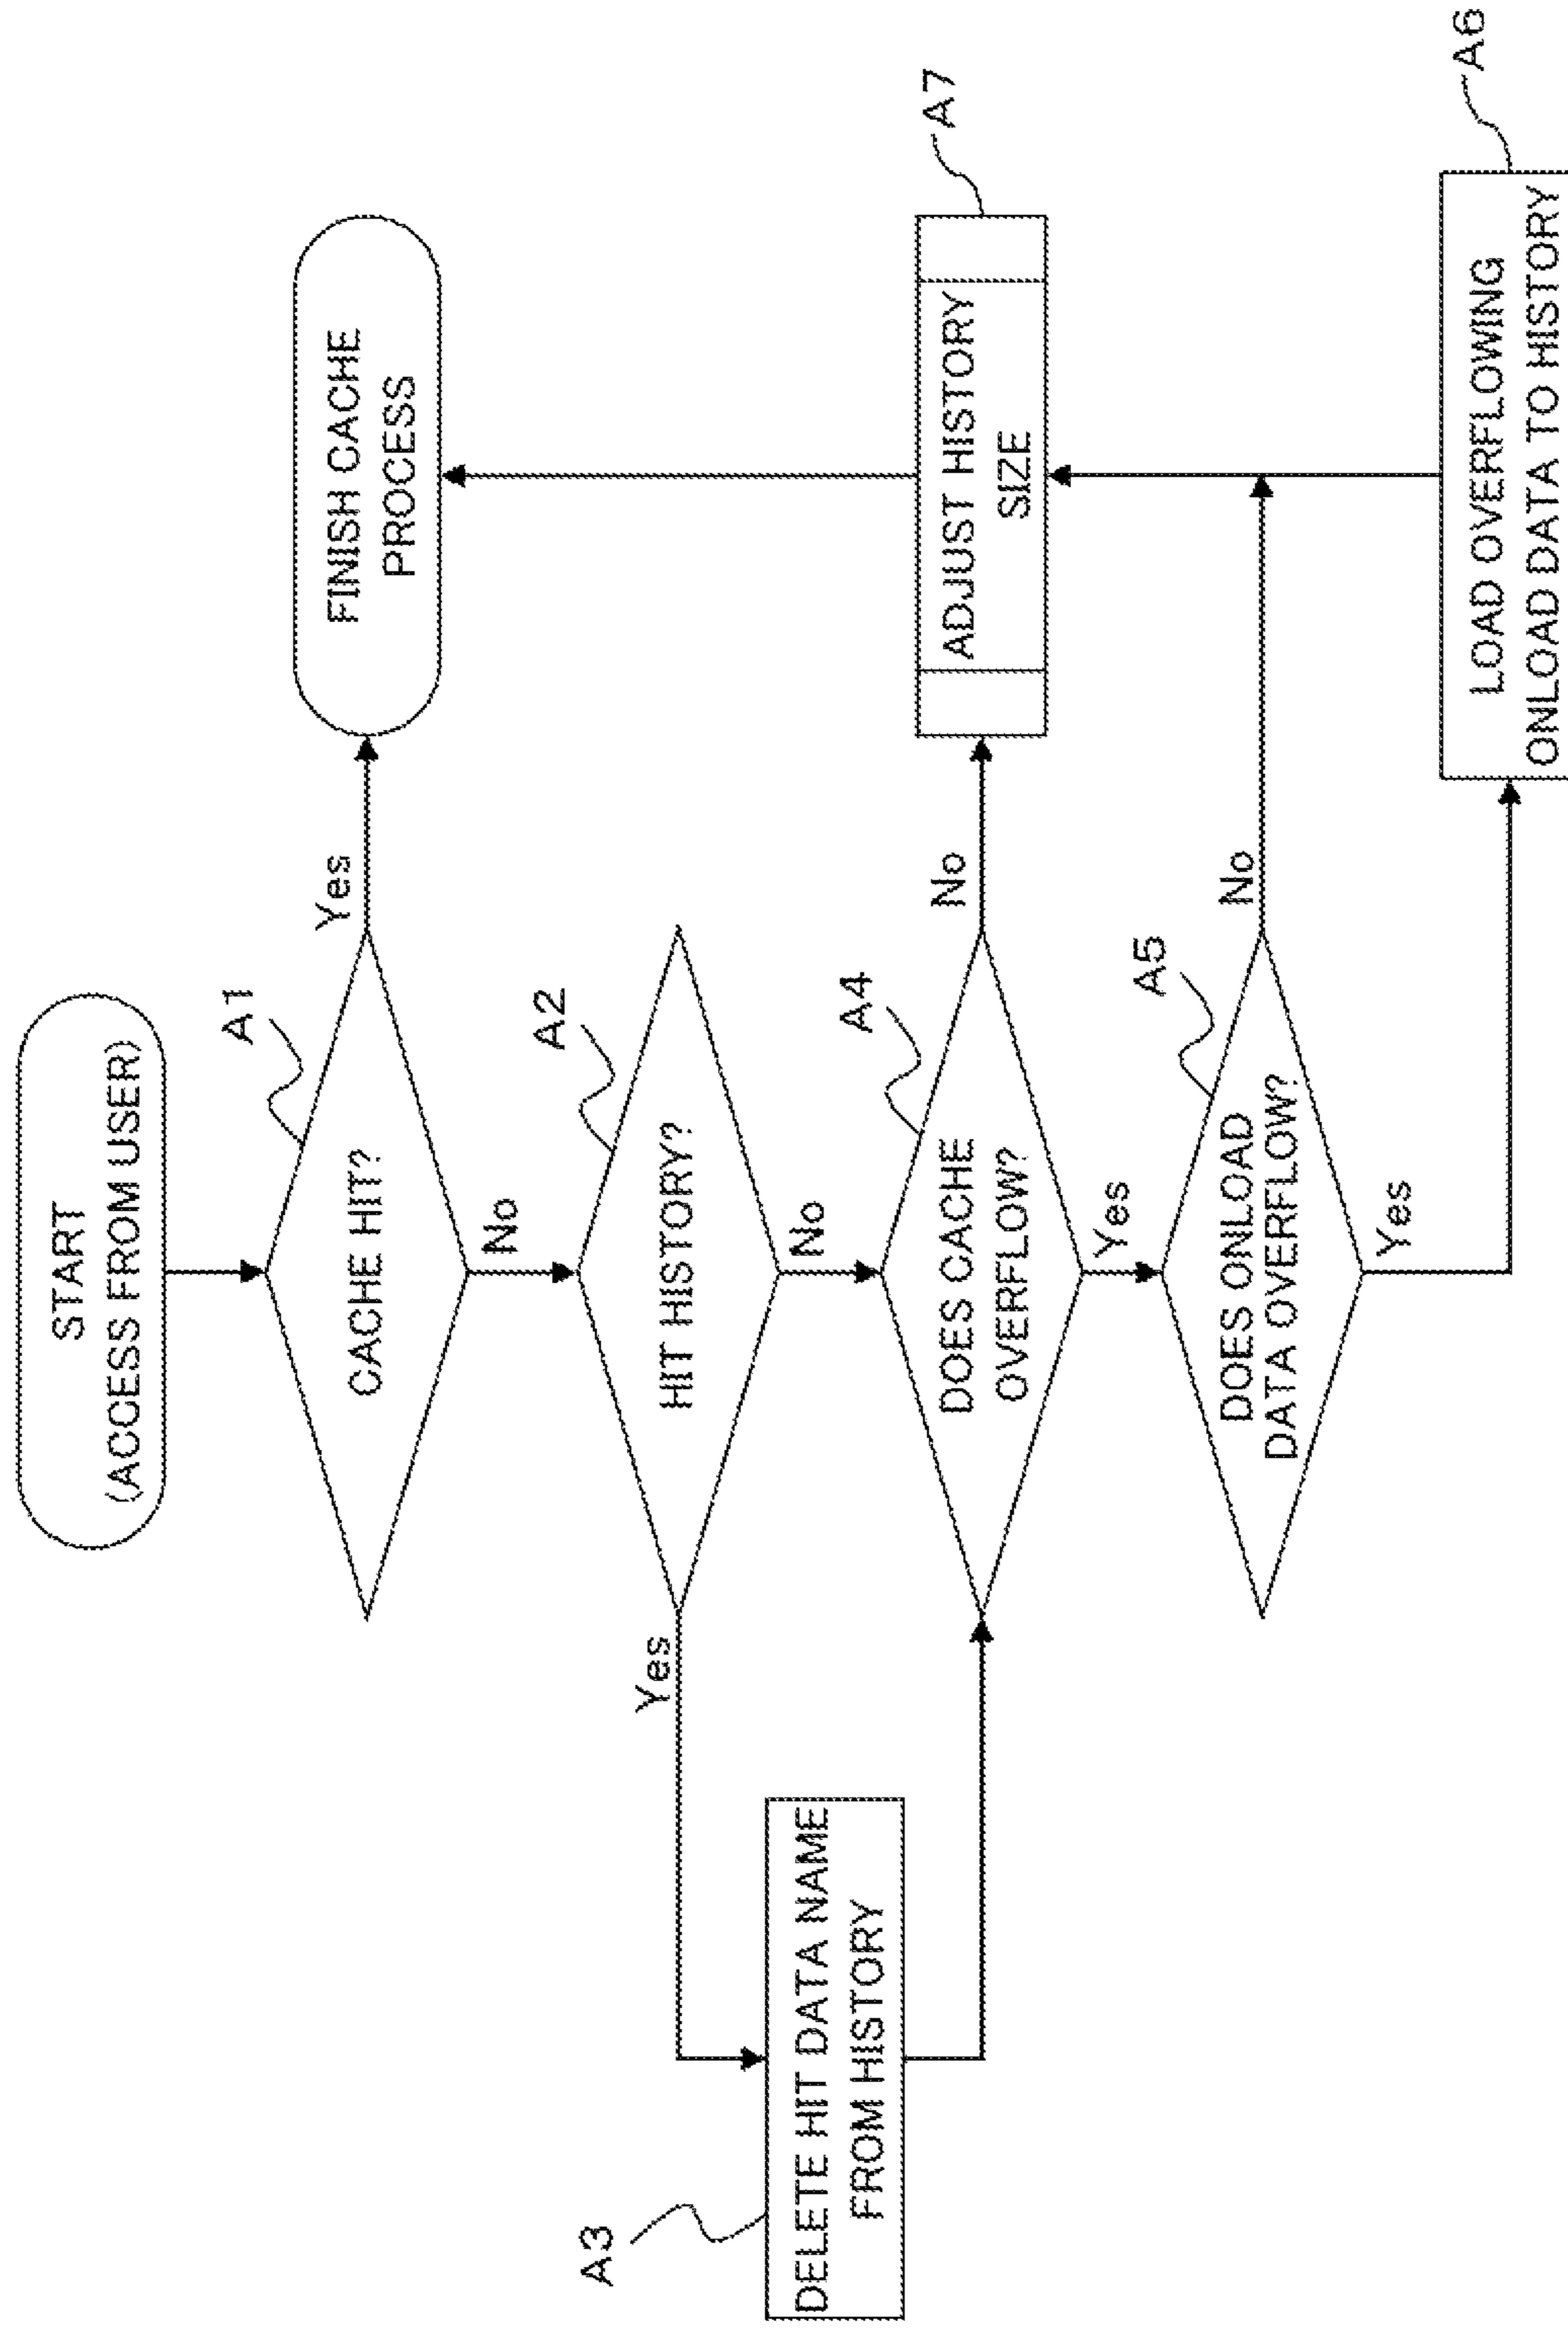 START
(ACCESS FROM USER)
A1
CACHE HIT?
Yes
FINISH CACHE
PROCESS
No
A2
HIT HISTORY?
Yes
No
A3
DELETE HIT DATA NAME
FROM HISTORY
A4
DOES CACHE
OVERFLOW?
No
A7
ADJUST HISTORY
SIZE
Yes
A5
DOES ONLOAD
DATA OVERFLOW?
No
Yes
A6
LOAD OVERFLOWING
ONLOAD DATA TO HISTORY